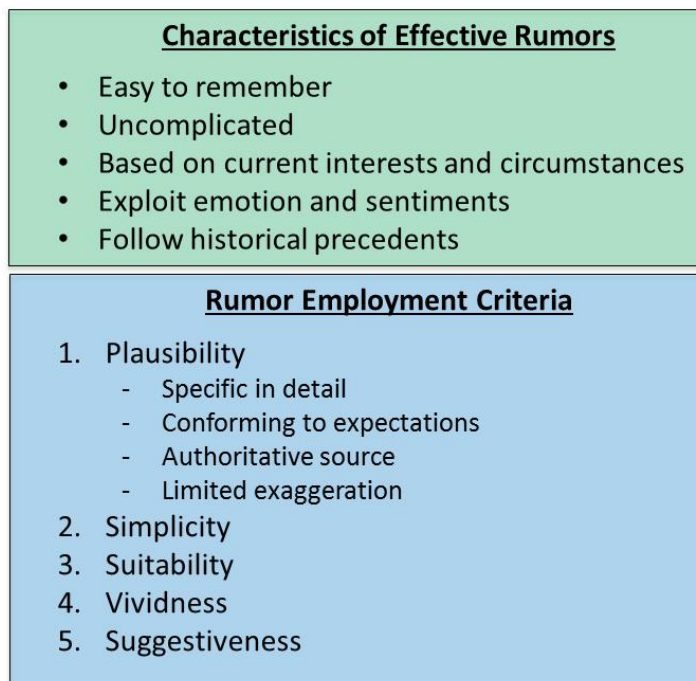 Characteristics of Effective Rumors
• Easy to remember
• Uncomplicated
• Based on current interests and circumstances
• Exploit emotion and sentiments
• Follow historical precedents
Rumor Employment Criteria
1. Plausibility
- Specific in detail
- Conforming to expectations
- Authoritative source
- Limited exaggeration
2. Simplicity
3. Suitability
4. Vividness
5. Suggestiveness